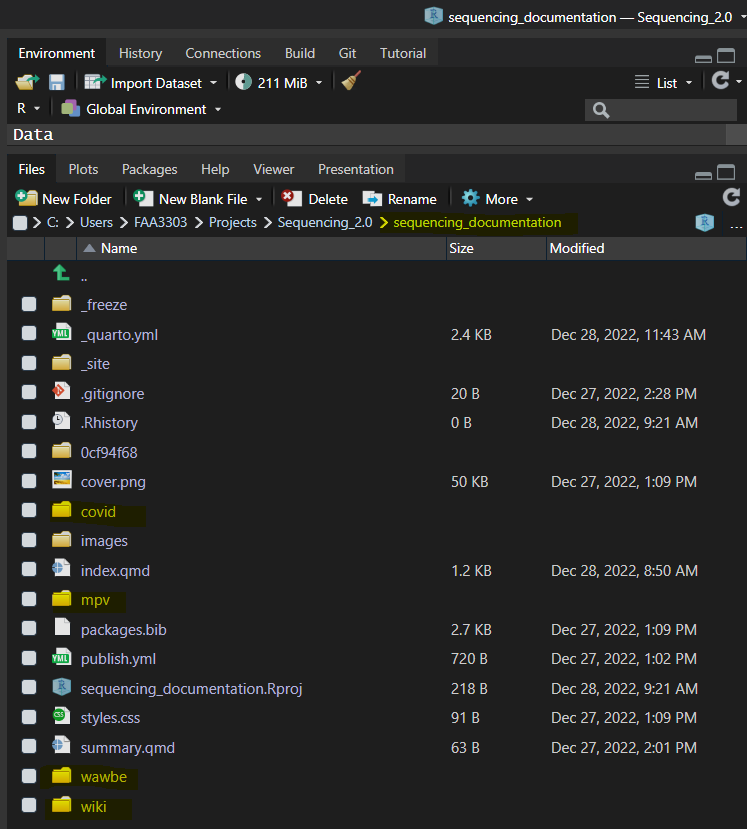 sequencing_documentation — Sequencing_2.0
Environment History Connections Build Git Tutorial
Import Dataset 211 MiB List
R Global Environment
Data
Files Plots Packages Help Viewer Presentation
New Folder New Blank File Delete Rename More
C: Users FAA3303 Projects Sequencing_2.0 sequencing_documentation ...
Name Size Modified
..
_freeze
_quarto.yml 2.4 KB Dec 28, 2022, 11:43 AM
_site
.gitignore 20 B Dec 27, 2022, 2:28 PM
.Rhistory 0 B Dec 28, 2022, 9:21 AM
0cf94f68
cover.png 50 KB Dec 27, 2022, 1:09 PM
covid
images
index.qmd 1.2 KB Dec 28, 2022, 8:50 AM
mpv
packages.bib 2.7 KB Dec 27, 2022, 1:09 PM
publish.yml 720 B Dec 27, 2022, 1:02 PM
sequencing_documentation.Rproj 218 B Dec 28, 2022, 9:21 AM
styles.css 91 B Dec 27, 2022, 1:09 PM
summary.qmd 63 B Dec 27, 2022, 2:01 PM
wawbe
wiki